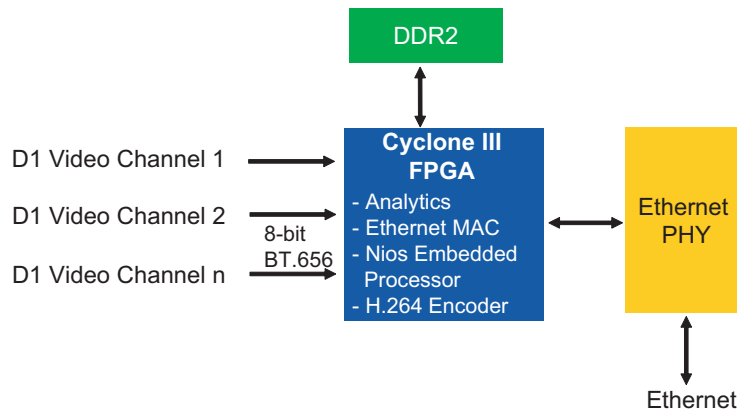 DDR2
D1 Video Channel 1
D1 Video Channel 2
8-bit
BT.656
D1 Video Channel n
Cyclone III
FPGA
- Analytics
- Ethernet MAC
- Nios Embedded
Processor
- H.264 Encoder
Ethernet
PHY
Ethernet